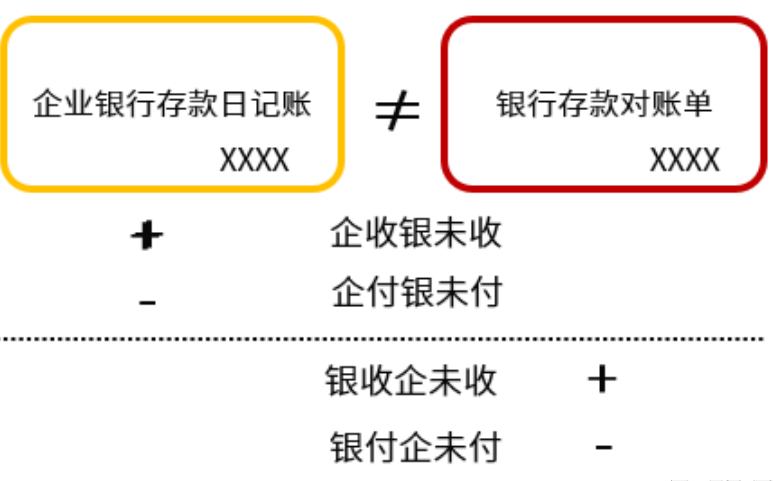 企业银行存款日记账 ≠ 银行存款对账单
XXXX XXXX
+ 企收银未收
- 企付银未付
银收企未收 +
银付企未付 -